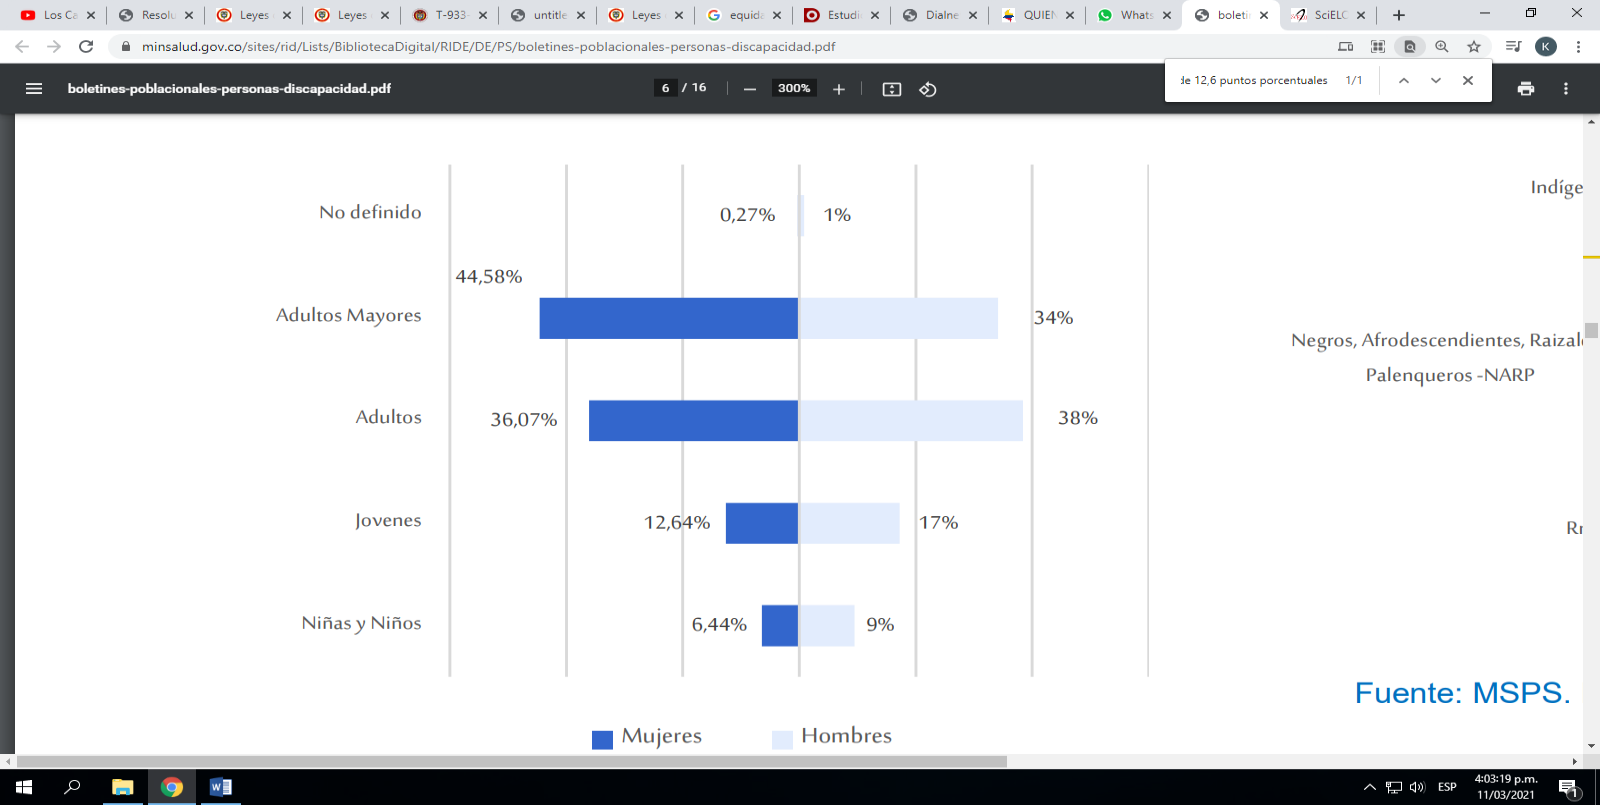 Los Ca
Resolu
Leyes
Leyes
T-933-
untitle
Leyes
equida
Estudi
Dialne
QUIEN
Whats
boleti
SciELC
minsalud.gov.co/sites/rid/Lists/BibliotecaDigital/RIDE/DE/PS/boletines-poblacionales-personas-discapacidad.pdf
K
boletines-poblacionales-personas-discapacidad.pdf
6 / 16
300%
de 12,6 puntos porcentuales 1/1
No definido 0,27% 1%
44,58%
Adultos Mayores 34%
Adultos 36,07% 38%
Jovenes 12,64% 17%
Niñas y Niños 6,44% 9%
Mujeres Hombres
Indíge
Negros, Afrodescendientes, Raizal
Palenqueros -NARP
Fuente: MSPS.
ESP
4:03:19 p.m.
11/03/2021
1